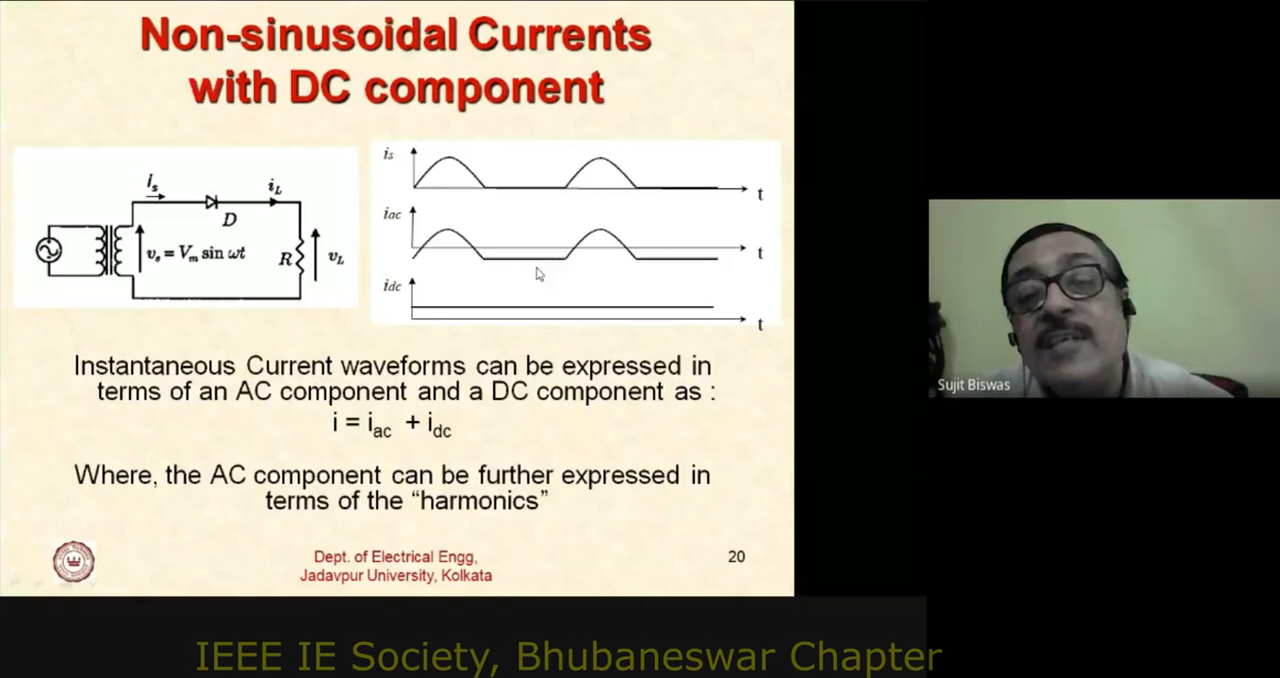 Non-sinusoidal Currents
with DC component
Is
iL
D
vs = Vm sin ωt
R
vL
is
t
iac
t
idc
t
Instantaneous Current waveforms can be expressed in
terms of an AC component and a DC component as :
i = iac + idc
Where, the AC component can be further expressed in
terms of the “harmonics”
Dept. of Electrical Engg,
Jadavpur University, Kolkata
20
Sujit Biswas
IEEE IE Society, Bhubaneswar Chapter